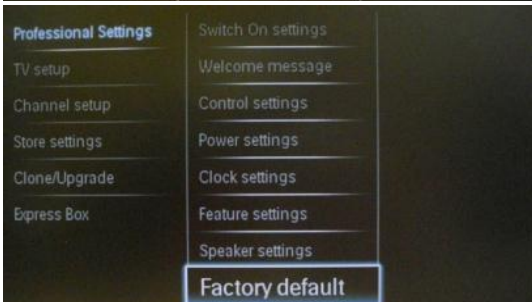 Professional Settings
TV setup
Channel setup
Store settings
Clone/Upgrade
Express Box
Switch On settings
Welcome message
Control settings
Power settings
Clock settings
Feature settings
Speaker settings
Factory default